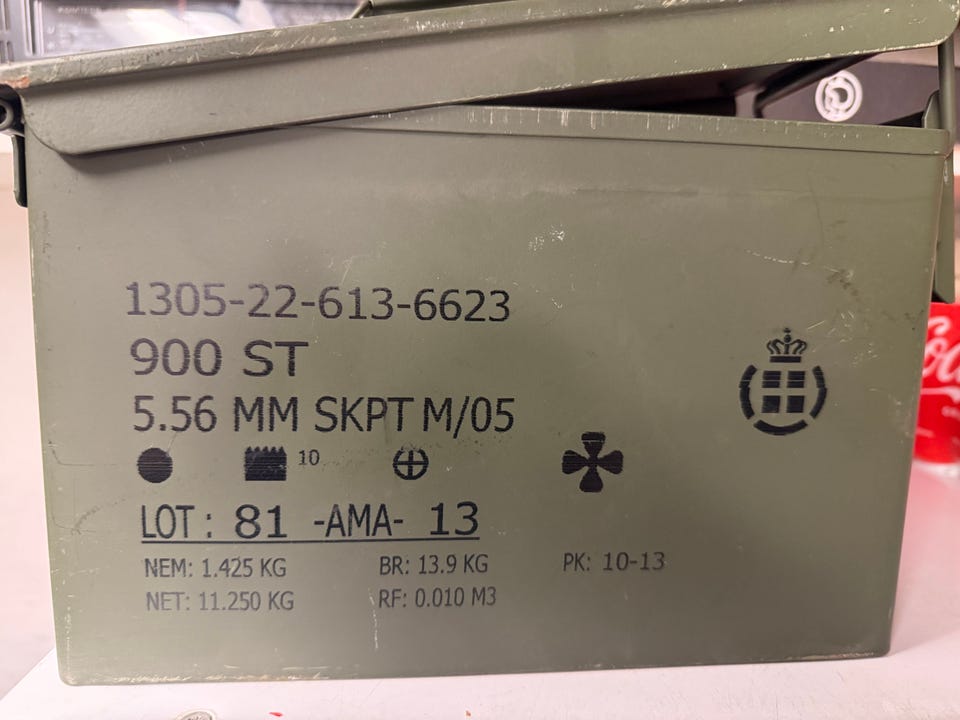 1305-22-613-6623
900 ST
5.56 MM SKPT M/05
10
LOT: 81 -AMA- 13
NEM: 1.425 KG BR: 13.9 KG PK: 10-13
NET: 11.250 KG RF: 0.010 M3